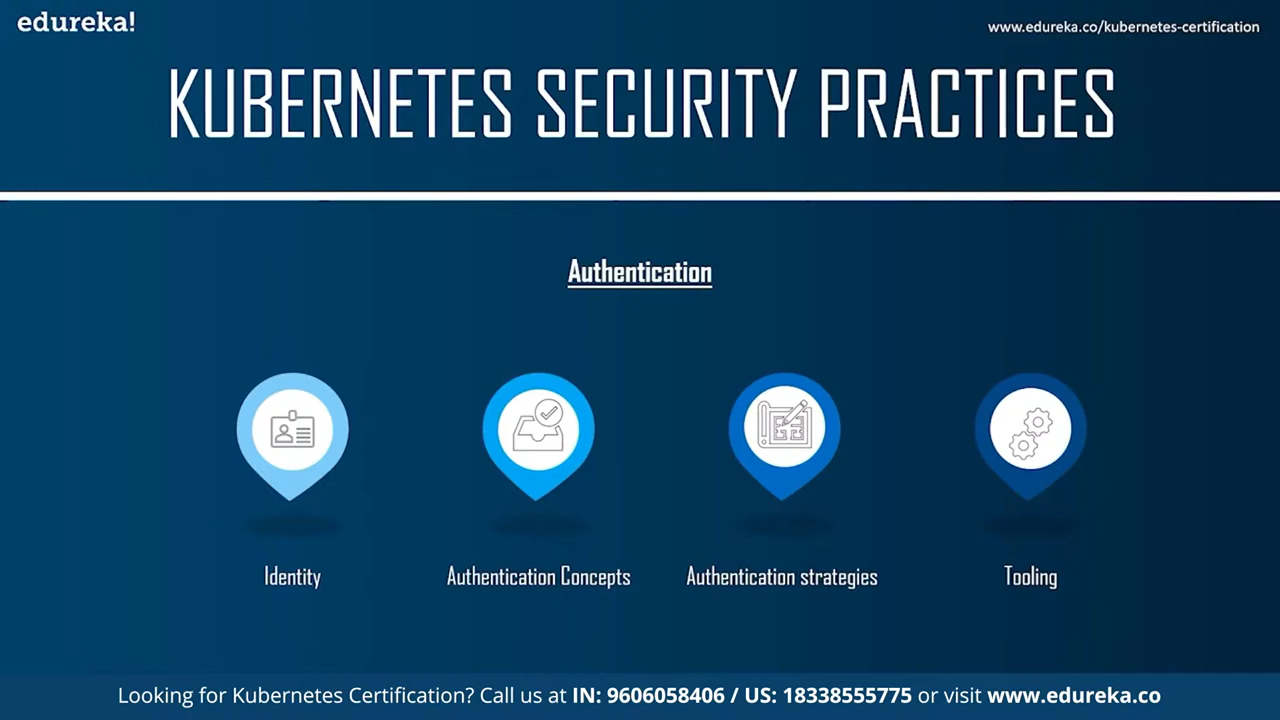 edureka!
www.edureka.co/kubernetes-certification
KUBERNETES SECURITY PRACTICES
Authentication
Identity
Authentication Concepts
Authentication strategies
Tooling
Looking for Kubernetes Certification? Call us at IN: 9606058406 / US: 18338555775 or visit www.edureka.co